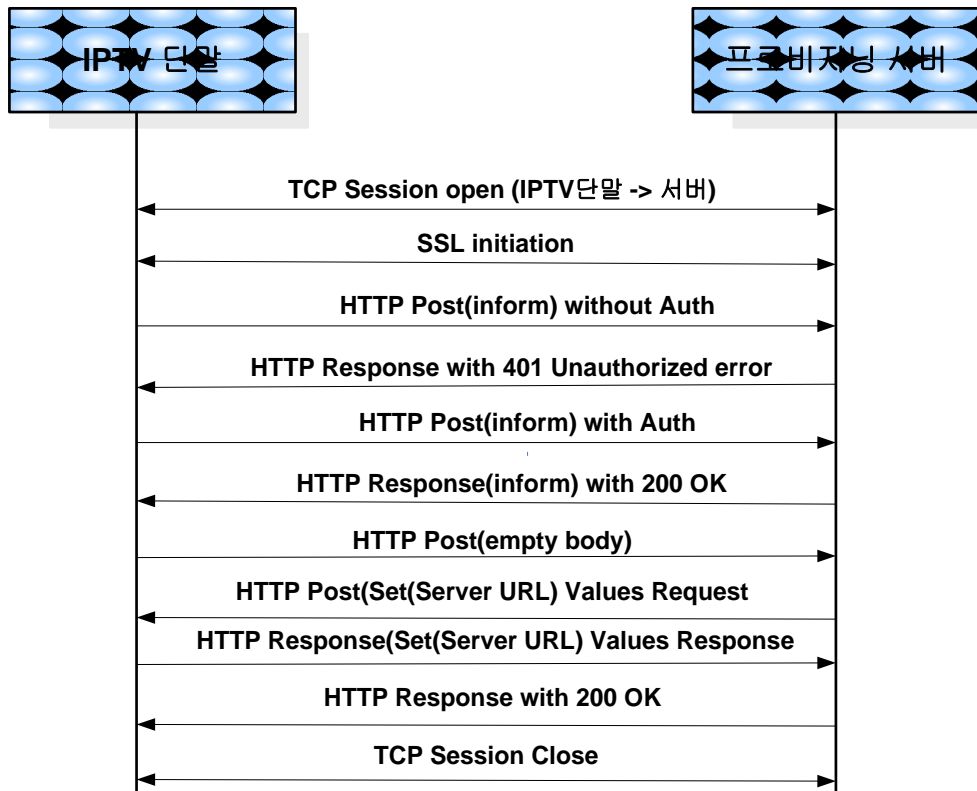 IPTV 단말
프로비저닝 서버
TCP Session open (IPTV단말 -> 서버)
SSL initiation
HTTP Post(inform) without Auth
HTTP Response with 401 Unauthorized error
HTTP Post(inform) with Auth
HTTP Response(inform) with 200 OK
HTTP Post(empty body)
HTTP Post(Set(Server URL) Values Request
HTTP Response(Set(Server URL) Values Response
HTTP Response with 200 OK
TCP Session Close